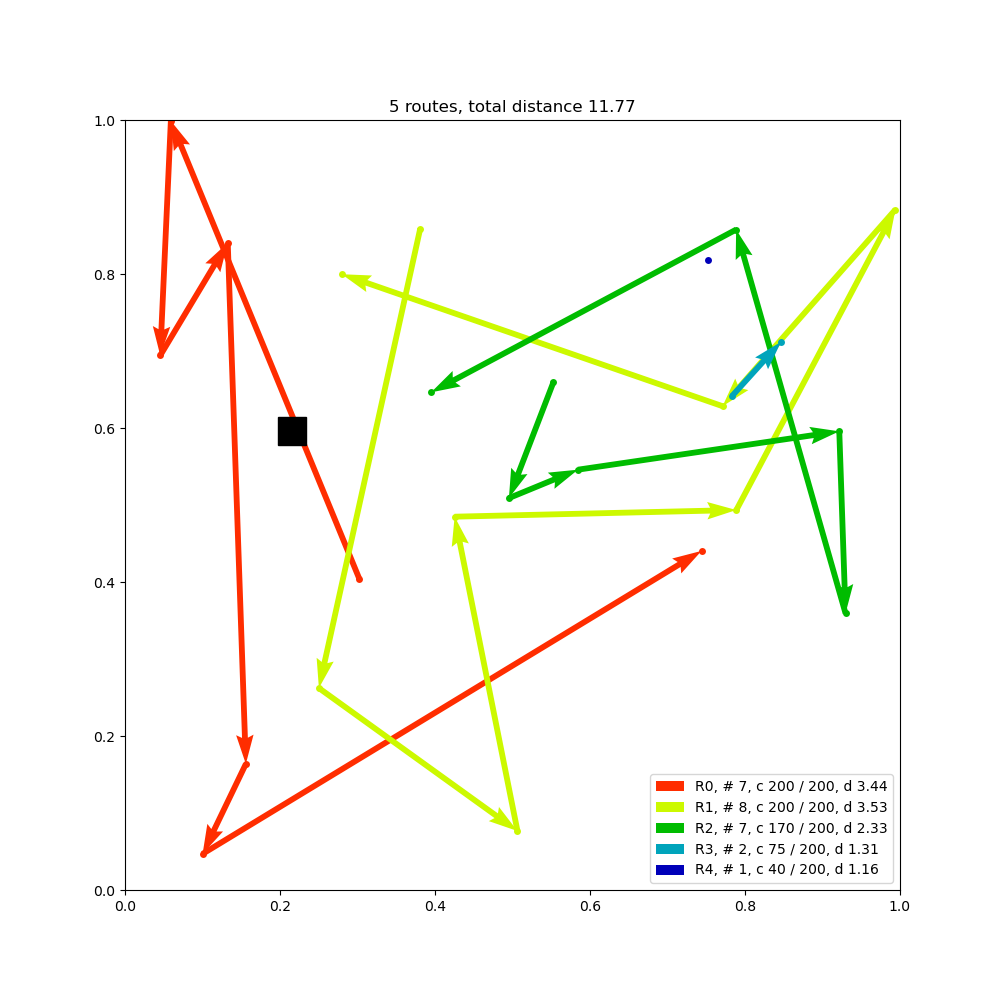 5 routes, total distance 11.77
1.0
0.8
0.6
0.4
0.2
0.0
R0, # 7, c 200 / 200, d 3.44
R1, # 8, c 200 / 200, d 3.53
R2, # 7, c 170 / 200, d 2.33
R3, # 2, c 75 / 200, d 1.31
R4, # 1, c 40 / 200, d 1.16
0.0 0.2 0.4 0.6 0.8 1.0